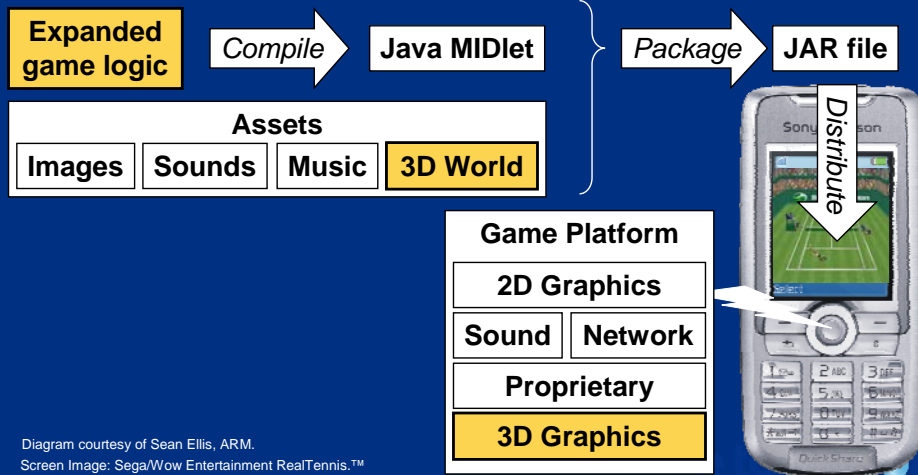 Expanded
game logic
Compile
Java MIDlet
Package
JAR file
Distribute
Assets
Images
Sounds
Music
3D World
Game Platform
2D Graphics
Sound
Network
Proprietary
3D Graphics
Select
QuickShare
Diagram courtesy of Sean Ellis, ARM.
Screen Image: Sega/Wow Entertainment RealTennis.™